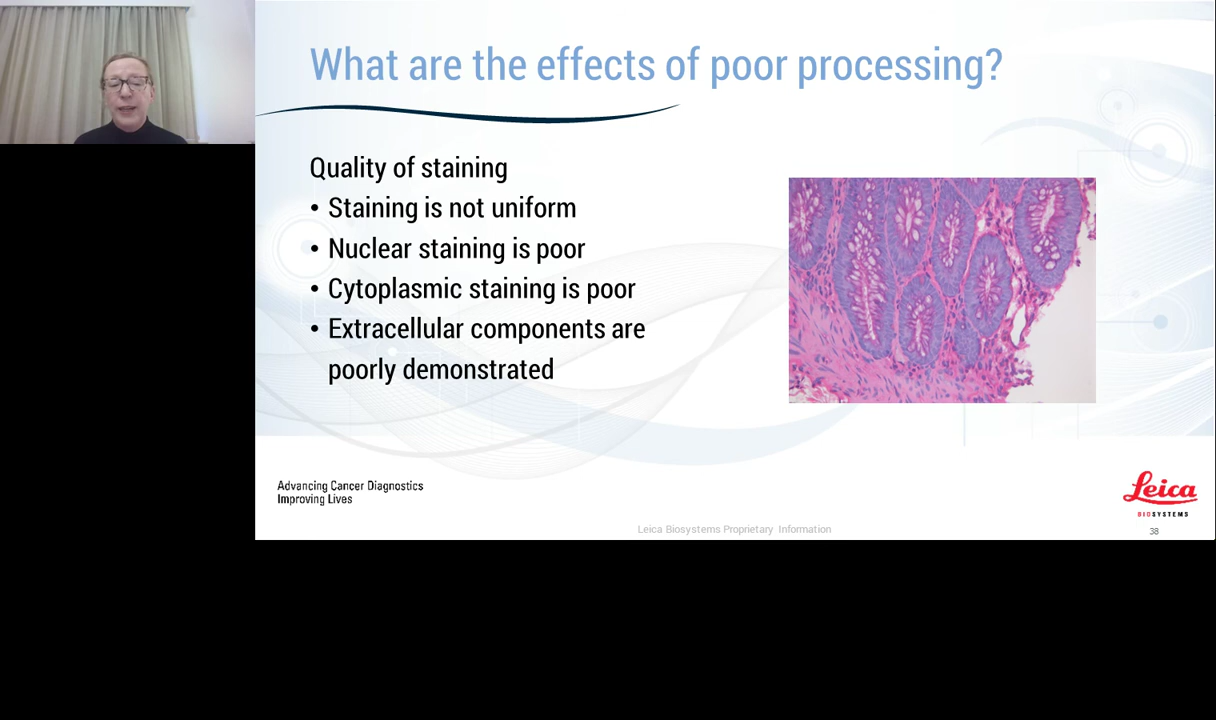 What are the effects of poor processing?
Quality of staining
• Staining is not uniform
• Nuclear staining is poor
• Cytoplasmic staining is poor
• Extracellular components are
poorly demonstrated
Advancing Cancer Diagnostics
Improving Lives
Leica Biosystems Proprietary Information
Leica
BIOSYSTEMS
38